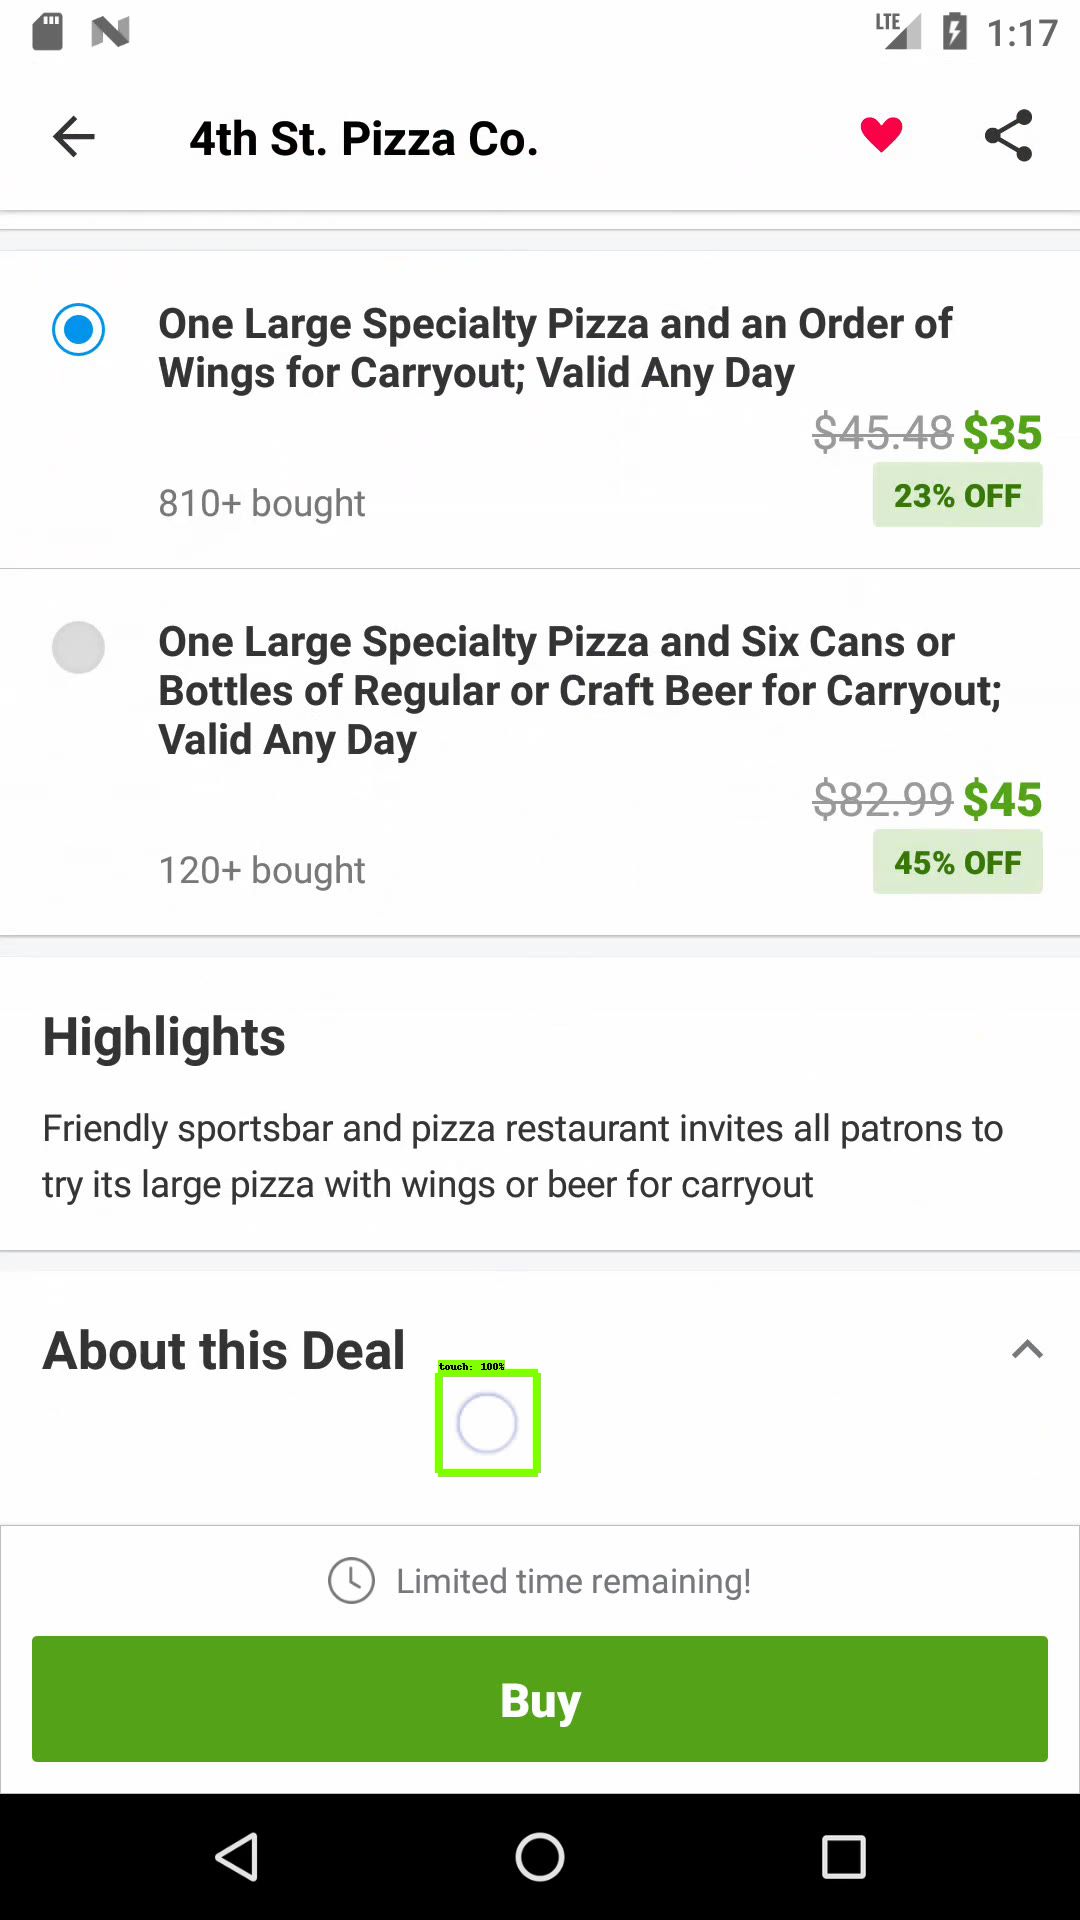 LTE 1:17
4th St. Pizza Co.
One Large Specialty Pizza and an Order of
Wings for Carryout; Valid Any Day
$45.48 $35
810+ bought
23% OFF
One Large Specialty Pizza and Six Cans or
Bottles of Regular or Craft Beer for Carryout;
Valid Any Day
$82.99 $45
120+ bought
45% OFF
Highlights
Friendly sportsbar and pizza restaurant invites all patrons to
try its large pizza with wings or beer for carryout
About this Deal
touch: 100%
Limited time remaining!
Buy